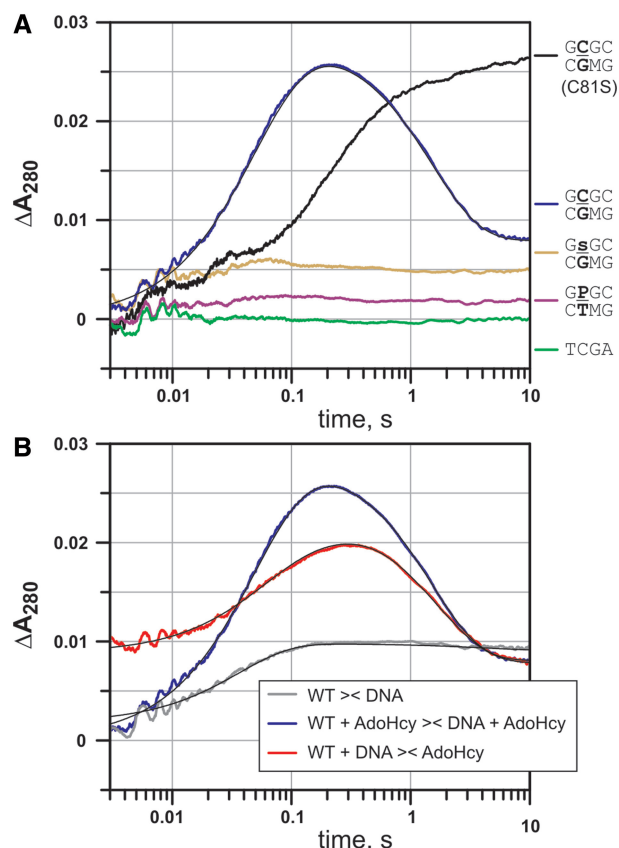 A
0.03
0.02
0.01
0
ΔA280
0.01
0.1
1
10
time, s
GCGC
CGMG
(C81S)
GCGC
CGMG
GsGC
CGMG
GPGC
CTMG
TCGA
B
0.03
0.02
0.01
0
ΔA280
WT >< DNA
WT + AdoHcy >< DNA + AdoHcy
WT + DNA >< AdoHcy
0.01
0.1
1
10
time, s